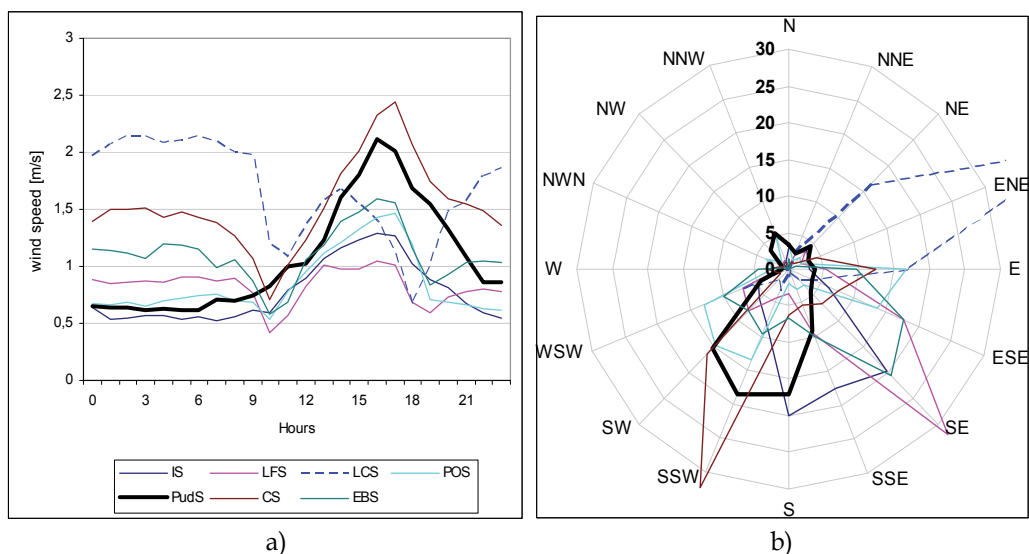 3
2,5
2
1,5
1
0,5
0
wind speed [m/s]
0 3 6 9 12 15 18 21
Hours
IS LFS LCS POS
PudS CS EBS
a)
N
NNW NNE
NW NE
NWN ENE
W E
WSW ESE
SW SE
SSW SSE
S
30
25
20
15
10
5
0
b)